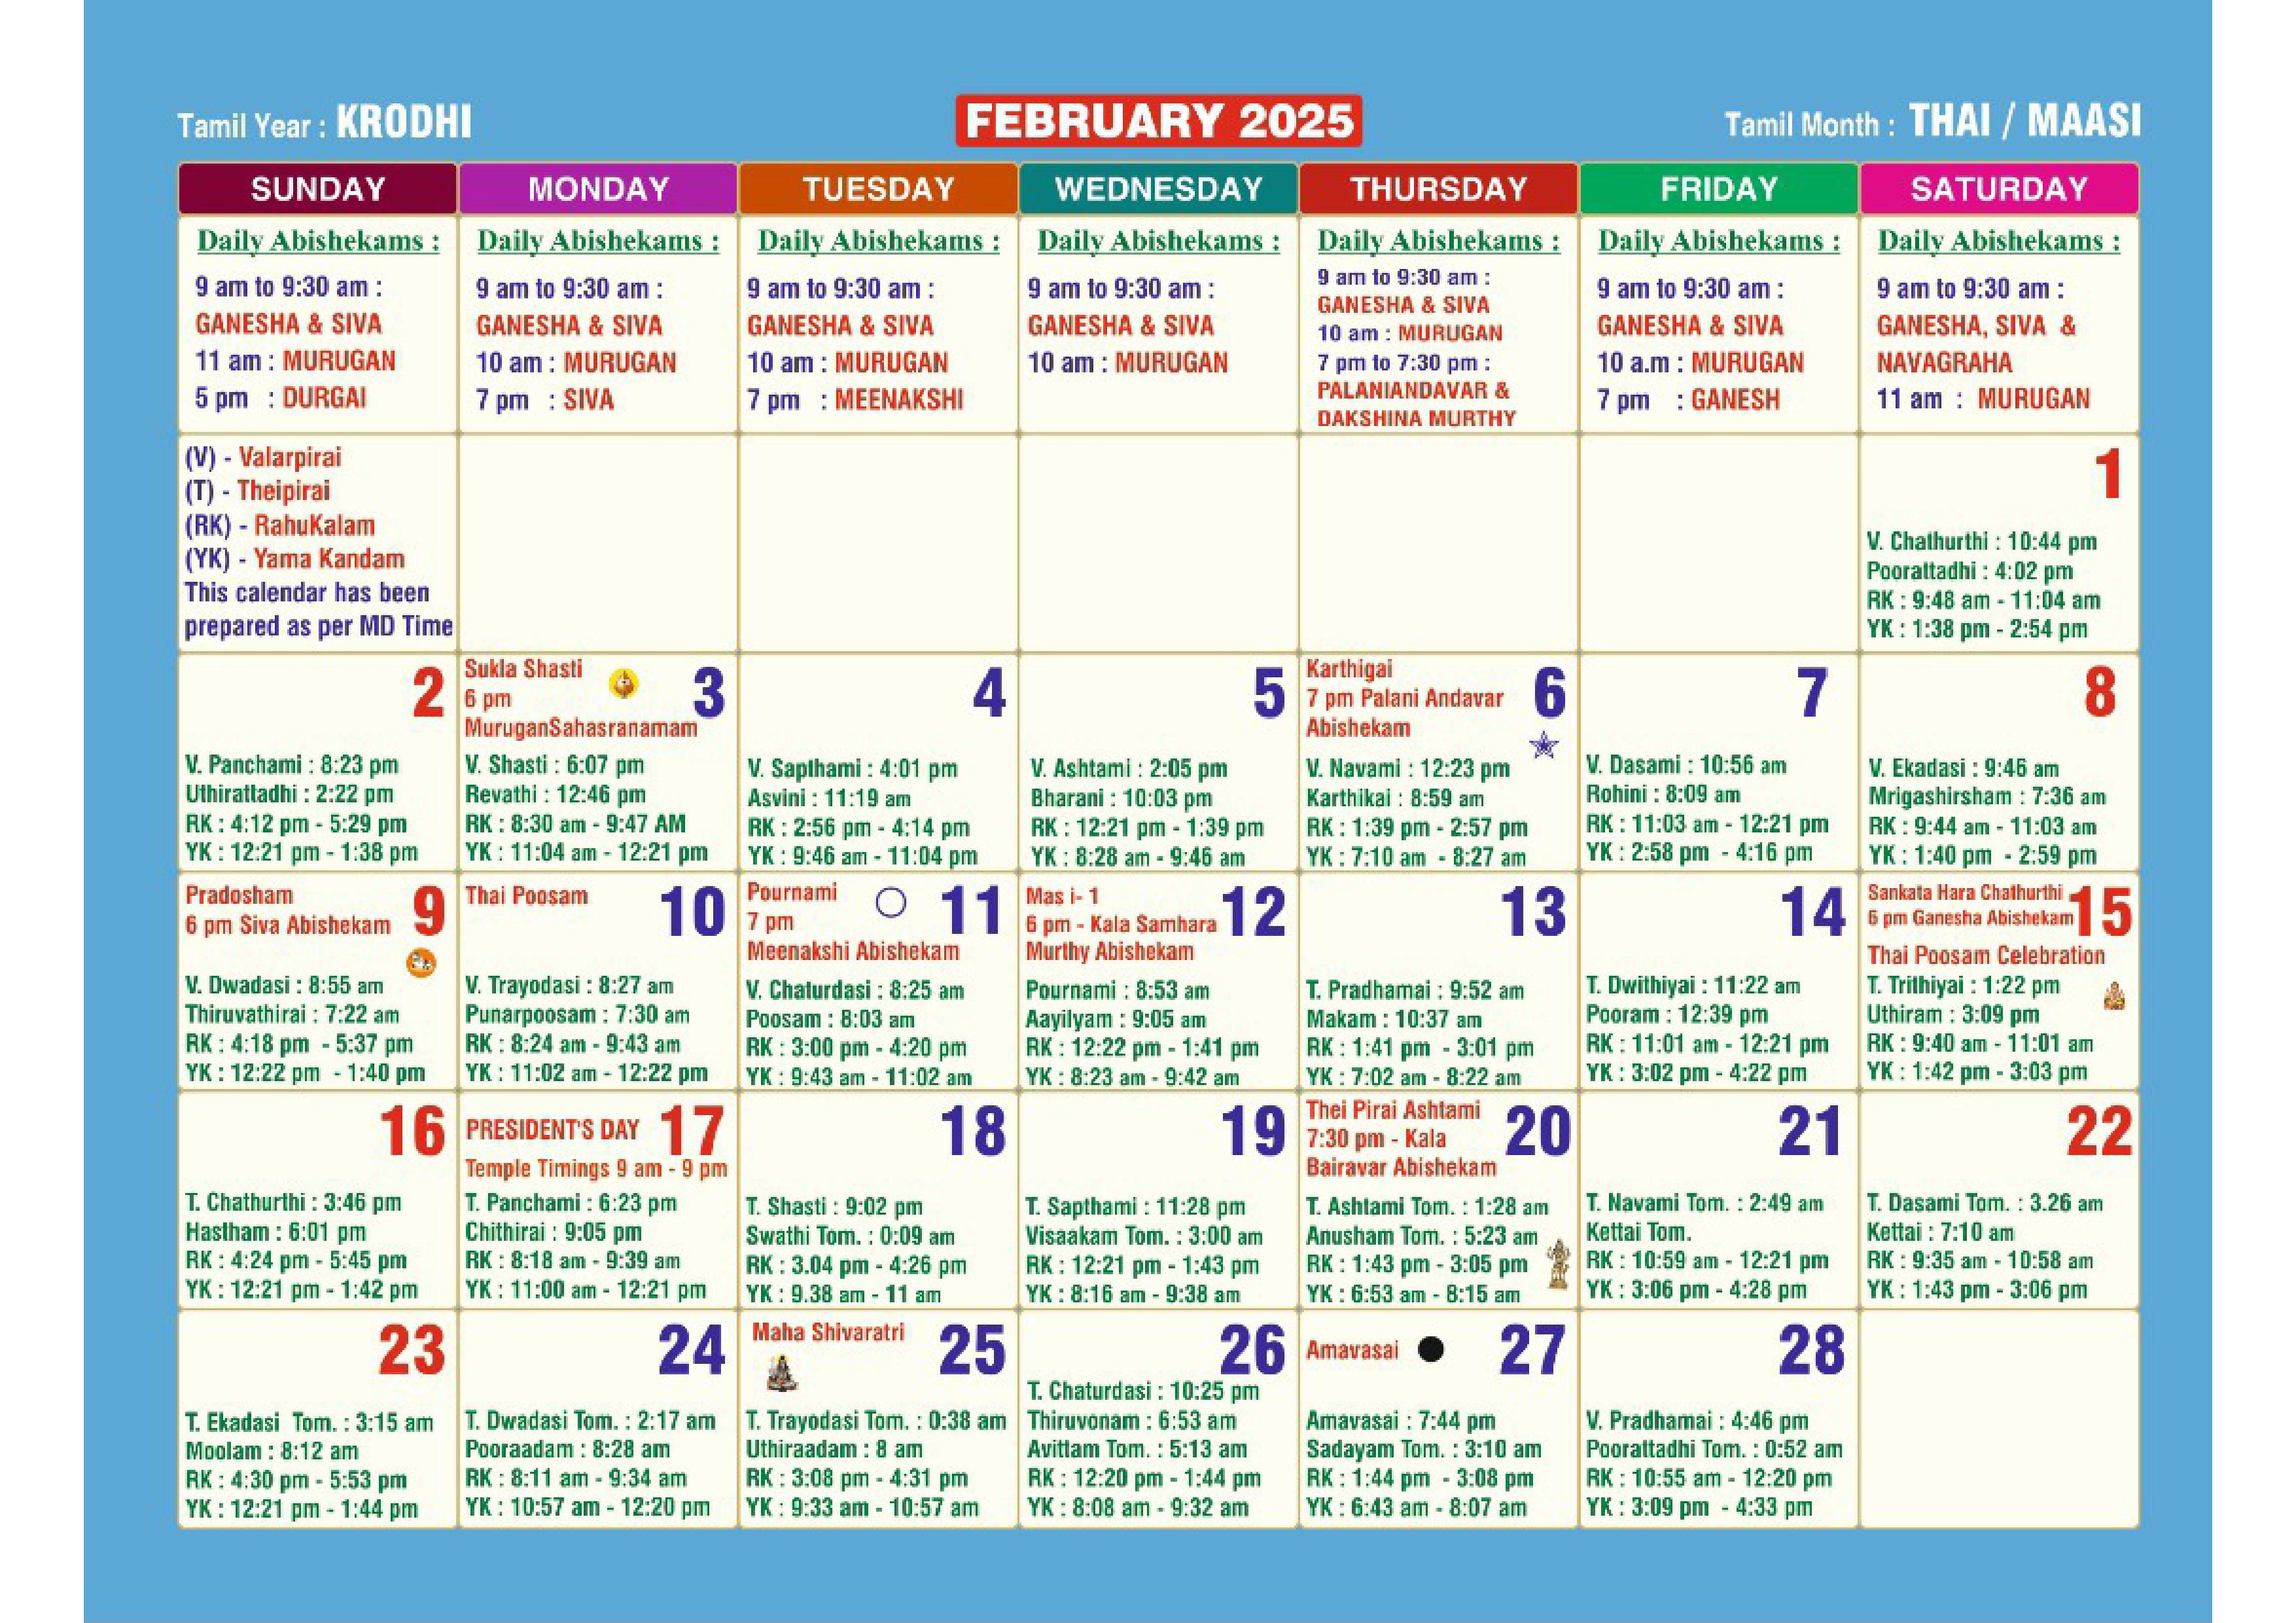 Tamil Year : KRODHI
FEBRUARY 2025
Tamil Month : THAI / MAASI
SUNDAY
MONDAY
TUESDAY
WEDNESDAY
THURSDAY
FRIDAY
SATURDAY
Daily Abishekams :
9 am to 9:30 am :
GANESHA & SIVA
11 am : MURUGAN
5 pm : DURGAI
Daily Abishekams :
9 am to 9:30 am :
GANESHA & SIVA
10 am : MURUGAN
7 pm : SIVA
Daily Abishekams :
9 am to 9:30 am :
GANESHA & SIVA
10 am : MURUGAN
7 pm : MEENAKSHI
Daily Abishekams :
9 am to 9:30 am :
GANESHA & SIVA
10 am : MURUGAN
Daily Abishekams :
9 am to 9:30 am :
GANESHA & SIVA
10 am : MURUGAN
7 pm to 7:30 pm :
PALANIANDAVAR &
DAKSHINA MURTHY
Daily Abishekams :
9 am to 9:30 am :
GANESHA & SIVA
10 a.m : MURUGAN
7 pm : GANESH
Daily Abishekams :
9 am to 9:30 am :
GANESHA, SIVA &
NAVAGRAHA
11 am : MURUGAN
(V) - Valarpirai
(T) - Theipirai
(RK) - RahuKalam
(YK) - Yama Kandam
This calendar has been
prepared as per MD Time
1
V. Chathurthi : 10:44 pm
Poorattadhi : 4:02 pm
RK : 9:48 am - 11:04 am
YK : 1:38 pm - 2:54 pm
2
V. Panchami : 8:23 pm
Uthirattadhi : 2:22 pm
RK : 4:12 pm - 5:29 pm
YK : 12:21 pm - 1:38 pm
Sukla Shasti
6 pm
MuruganSahasranamam
3
V. Shasti : 6:07 pm
Revathi : 12:46 pm
RK : 8:30 am - 9:47 AM
YK : 11:04 am - 12:21 pm
4
V. Sapthami : 4:01 pm
Asvini : 11:19 am
RK : 2:56 pm - 4:14 pm
YK : 9:46 am - 11:04 pm
5
V. Ashtami : 2:05 pm
Bharani : 10:03 pm
RK : 12:21 pm - 1:39 pm
YK : 8:28 am - 9:46 am
Karthigai
7 pm Palani Andavar
Abishekam
6
V. Navami : 12:23 pm
Karthikai : 8:59 am
RK : 1:39 pm - 2:57 pm
YK : 7:10 am - 8:27 am
7
V. Dasami : 10:56 am
Rohini : 8:09 am
RK : 11:03 am - 12:21 pm
YK : 2:58 pm - 4:16 pm
8
V. Ekadasi : 9:46 am
Mrigashirsham : 7:36 am
RK : 9:44 am - 11:03 am
YK : 1:40 pm - 2:59 pm
Pradosham
6 pm Siva Abishekam
9
V. Dwadasi : 8:55 am
Thiruvathirai : 7:22 am
RK : 4:18 pm - 5:37 pm
YK : 12:22 pm - 1:40 pm
Thai Poosam
10
V. Trayodasi : 8:27 am
Punarpoosam : 7:30 am
RK : 8:24 am - 9:43 am
YK : 11:02 am - 12:22 pm
Pournami
7 pm
Meenakshi Abishekam
11
V. Chaturdasi : 8:25 am
Poosam : 8:03 am
RK : 3:00 pm - 4:20 pm
YK : 9:43 am - 11:02 am
Mas i- 1
6 pm - Kala Samhara
Murthy Abishekam
12
Pournami : 8:53 am
Aayilyam : 9:05 am
RK : 12:22 pm - 1:41 pm
YK : 8:23 am - 9:42 am
13
T. Pradhamai : 9:52 am
Makam : 10:37 am
RK : 1:41 pm - 3:01 pm
YK : 7:02 am - 8:22 am
14
T. Dwithiyai : 11:22 am
Pooram : 12:39 pm
RK : 11:01 am - 12:21 pm
YK : 3:02 pm - 4:22 pm
Sankata Hara Chathurthi
6 pm Ganesha Abishekam
15
Thai Poosam Celebration
T. Trithiyai : 1:22 pm
Uthiram : 3:09 pm
RK : 9:40 am - 11:01 am
YK : 1:42 pm - 3:03 pm
16
T. Chathurthi : 3:46 pm
Hastham : 6:01 pm
RK : 4:24 pm - 5:45 pm
YK : 12:21 pm - 1:42 pm
PRESIDENT'S DAY
17
Temple Timings 9 am - 9 pm
T. Panchami : 6:23 pm
Chithirai : 9:05 pm
RK : 8:18 am - 9:39 am
YK : 11:00 am - 12:21 pm
18
T. Shasti : 9:02 pm
Swathi Tom. : 0:09 am
RK : 3.04 pm - 4:26 pm
YK : 9.38 am - 11 am
19
T. Sapthami : 11:28 pm
Visaakam Tom. : 3:00 am
RK : 12:21 pm - 1:43 pm
YK : 8:16 am - 9:38 am
Thei Pirai Ashtami
7:30 pm - Kala
Bairavar Abishekam
20
T. Ashtami Tom. : 1:28 am
Anusham Tom. : 5:23 am
RK : 1:43 pm - 3:05 pm
YK : 6:53 am - 8:15 am
21
T. Navami Tom. : 2:49 am
Kettai Tom.
RK : 10:59 am - 12:21 pm
YK : 3:06 pm - 4:28 pm
22
T. Dasami Tom. : 3.26 am
Kettai : 7:10 am
RK : 9:35 am - 10:58 am
YK : 1:43 pm - 3:06 pm
23
T. Ekadasi Tom. : 3:15 am
Moolam : 8:12 am
RK : 4:30 pm - 5:53 pm
YK : 12:21 pm - 1:44 pm
24
T. Dwadasi Tom. : 2:17 am
Pooraadam : 8:28 am
RK : 8:11 am - 9:34 am
YK : 10:57 am - 12:20 pm
Maha Shivaratri
25
T. Trayodasi Tom. : 0:38 am
Uthiraadam : 8 am
RK : 3:08 pm - 4:31 pm
YK : 9:33 am - 10:57 am
26
T. Chaturdasi : 10:25 pm
Thiruvonam : 6:53 am
Avittam Tom. : 5:13 am
RK : 12:20 pm - 1:44 pm
YK : 8:08 am - 9:32 am
Amavasai
27
Amavasai : 7:44 pm
Sadayam Tom. : 3:10 am
RK : 1:44 pm - 3:08 pm
YK : 6:43 am - 8:07 am
28
V. Pradhamai : 4:46 pm
Poorattadhi Tom. : 0:52 am
RK : 10:55 am - 12:20 pm
YK : 3:09 pm - 4:33 pm